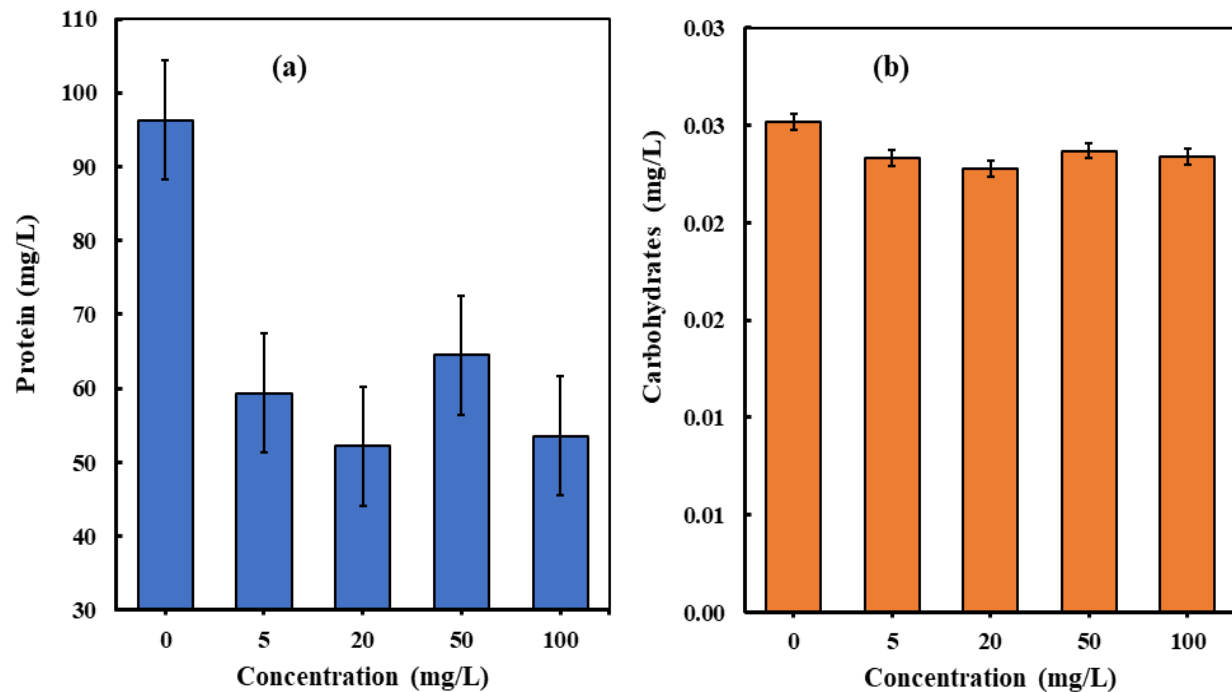 (a)
Protein (mg/L)
110
100
90
80
70
60
50
40
30
0 5 20 50 100
Concentration (mg/L)
(b)
Carbohydrates (mg/L)
0.03
0.03
0.02
0.02
0.01
0.01
0.00
0 5 20 50 100
Concentration (mg/L)